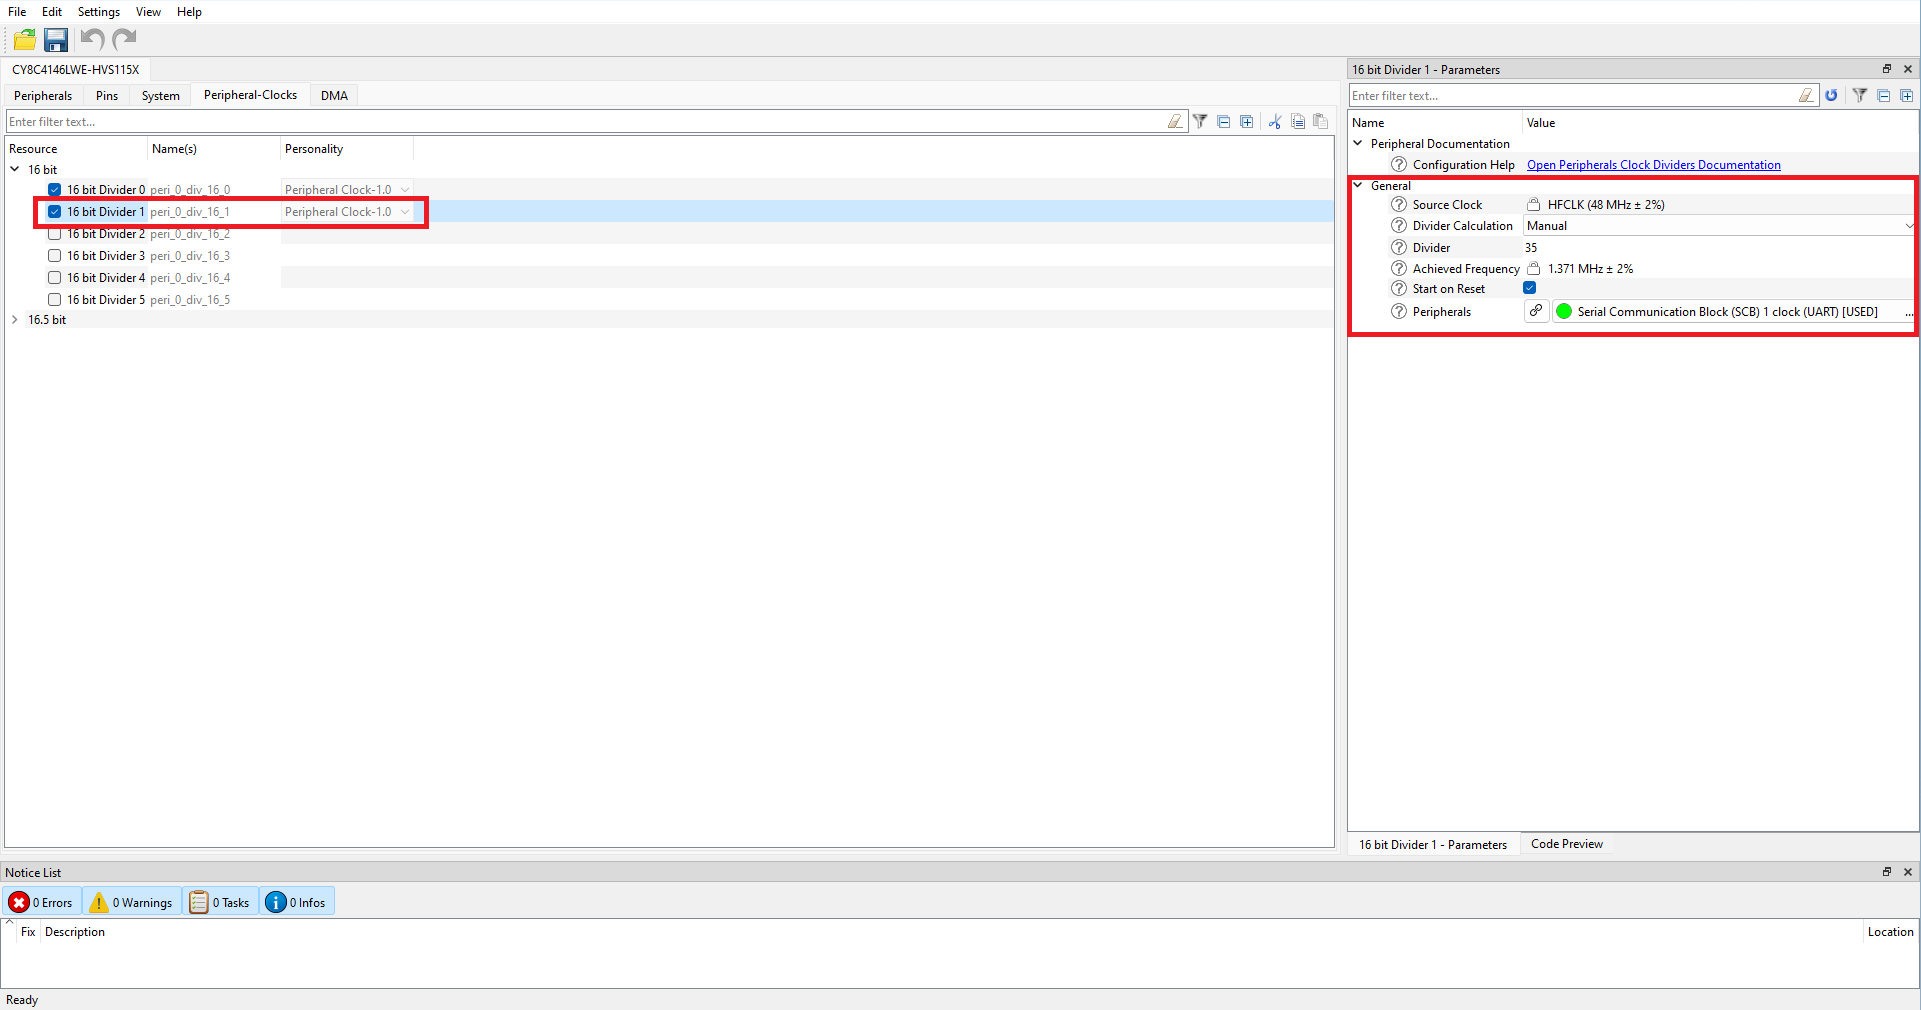 File Edit Settings View Help
CY8C4146LWE-HVS115X
Peripherals Pins System Peripheral-Clocks DMA
Enter filter text...
Resource Name(s) Personality
16 bit
16 bit Divider 0 peri_0_div_16_0 Peripheral Clock-1.0
16 bit Divider 1 peri_0_div_16_1 Peripheral Clock-1.0
16 bit Divider 2 peri_0_div_16_2
16 bit Divider 3 peri_0_div_16_3
16 bit Divider 4 peri_0_div_16_4
16 bit Divider 5 peri_0_div_16_5
16.5 bit
16 bit Divider 1 - Parameters
Enter filter text...
Name Value
Peripheral Documentation
Configuration Help Open Peripherals Clock Dividers Documentation
General
Source Clock HFCLK (48 MHz ± 2%)
Divider Calculation Manual
Divider 35
Achieved Frequency 1.371 MHz ± 2%
Start on Reset
Peripherals Serial Communication Block (SCB) 1 clock (UART) [USED] ...
16 bit Divider 1 - Parameters Code Preview
Notice List
0 Errors 0 Warnings 0 Tasks 0 Infos
Fix Description Location
Ready